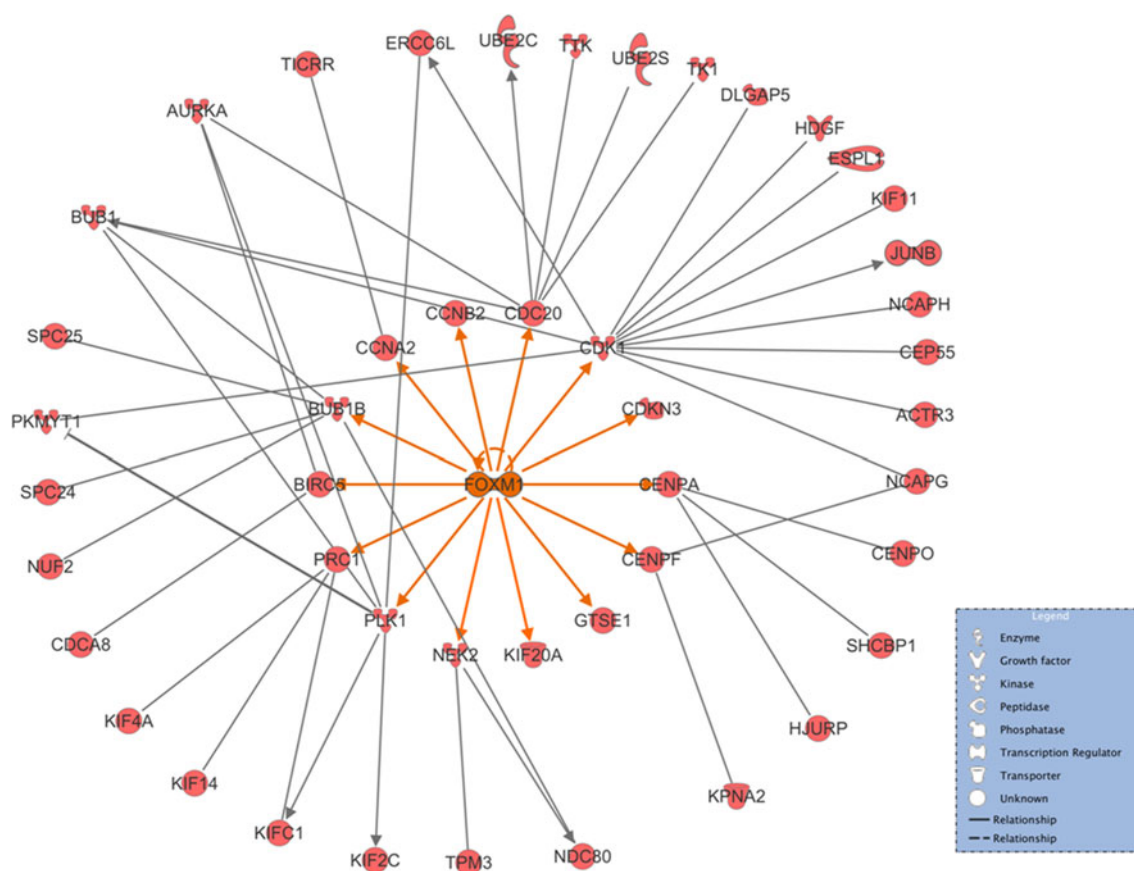 ERCC6L
UBE2C
TTK
UBE2S
TK1
TICRR
DLGAP5
AURKA
HDGF
ESPL1
KIF11
BUB1
JUNB
CCNB2
CDC20
NCAPH
SPC25
CCNA2
CDK1
CEP55
PKMYT1
BUB1B
CDKN3
ACTR3
SPC24
BIRC5
FOXM1
CENPA
NCAPG
NUF2
PRC1
CENPF
CENPO
CDCA8
PLK1
GTSE1
NEK2
KIF20A
SHCBP1
KIF4A
HJURP
KIF14
KPNA2
KIFC1
KIF2C
TPM3
NDC80
Legend
Enzyme
Growth factor
Kinase
Peptidase
Phosphatase
Transcription Regulator
Transporter
Unknown
Relationship
Relationship